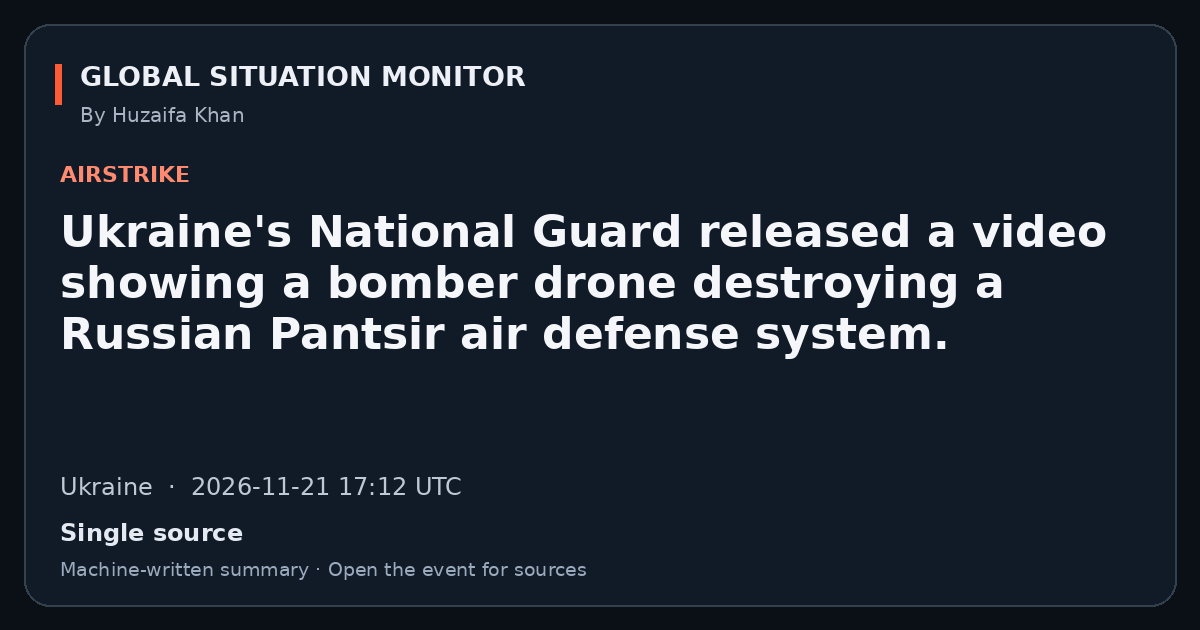 GLOBAL SITUATION MONITOR
By Huzaifa Khan
AIRSTRIKE
Ukraine's National Guard released a video
showing a bomber drone destroying a
Russian Pantsir air defense system.
Ukraine · 2026-11-21 17:12 UTC
Single source
Machine-written summary · Open the event for sources